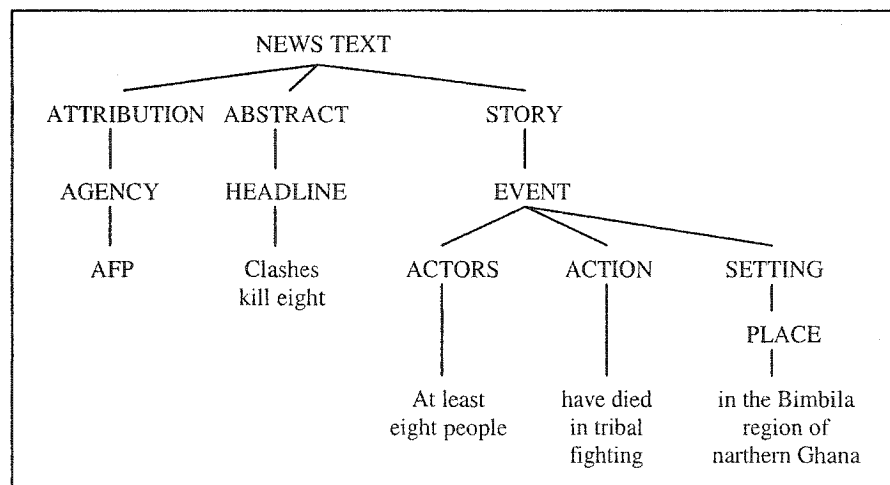 NEWS TEXT
ATTRIBUTION ABSTRACT STORY
AGENCY HEADLINE EVENT
AFP Clashes ACTORS ACTION SETTING
kill eight
PLACE
At least have died in the Bimbila
eight people in tribal region of
fighting narthern Ghana